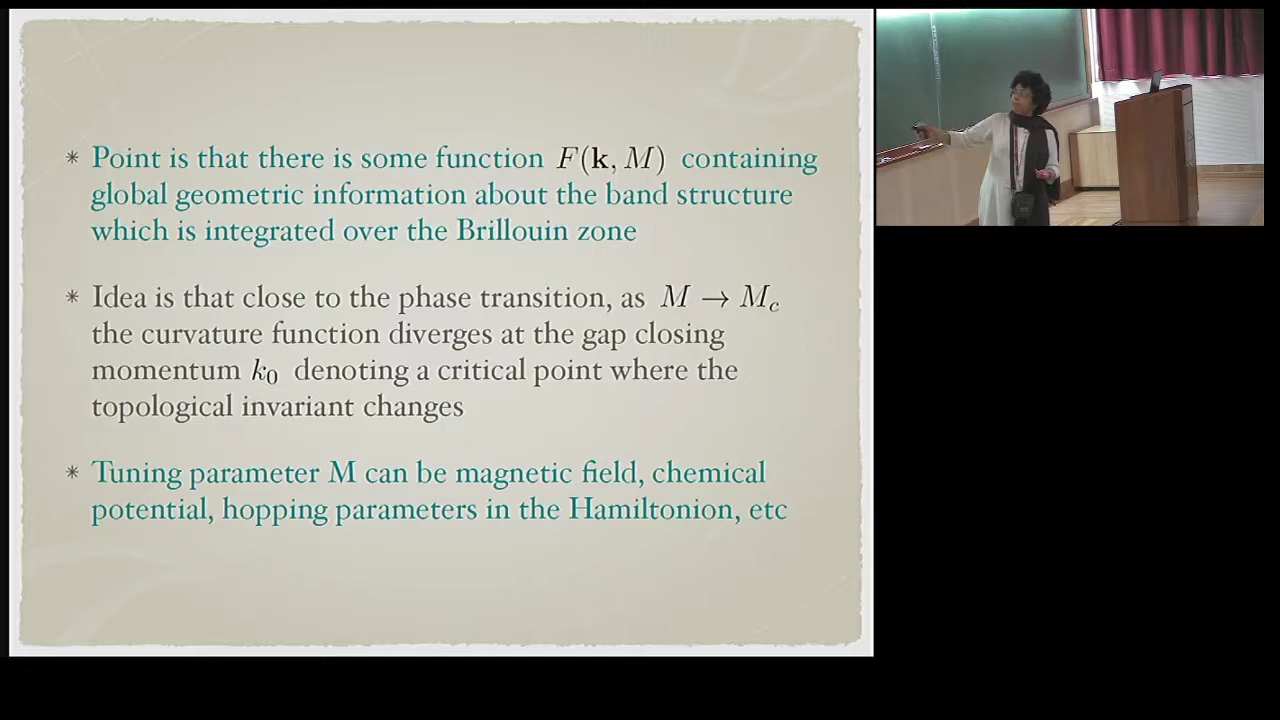 * Point is that there is some function F(k, M) containing
global geometric information about the band structure
which is integrated over the Brillouin zone
* Idea is that close to the phase transition, as M → M_c
the curvature function diverges at the gap closing
momentum k_0 denoting a critical point where the
topological invariant changes
* Tuning parameter M can be magnetic field, chemical
potential, hopping parameters in the Hamiltonion, etc